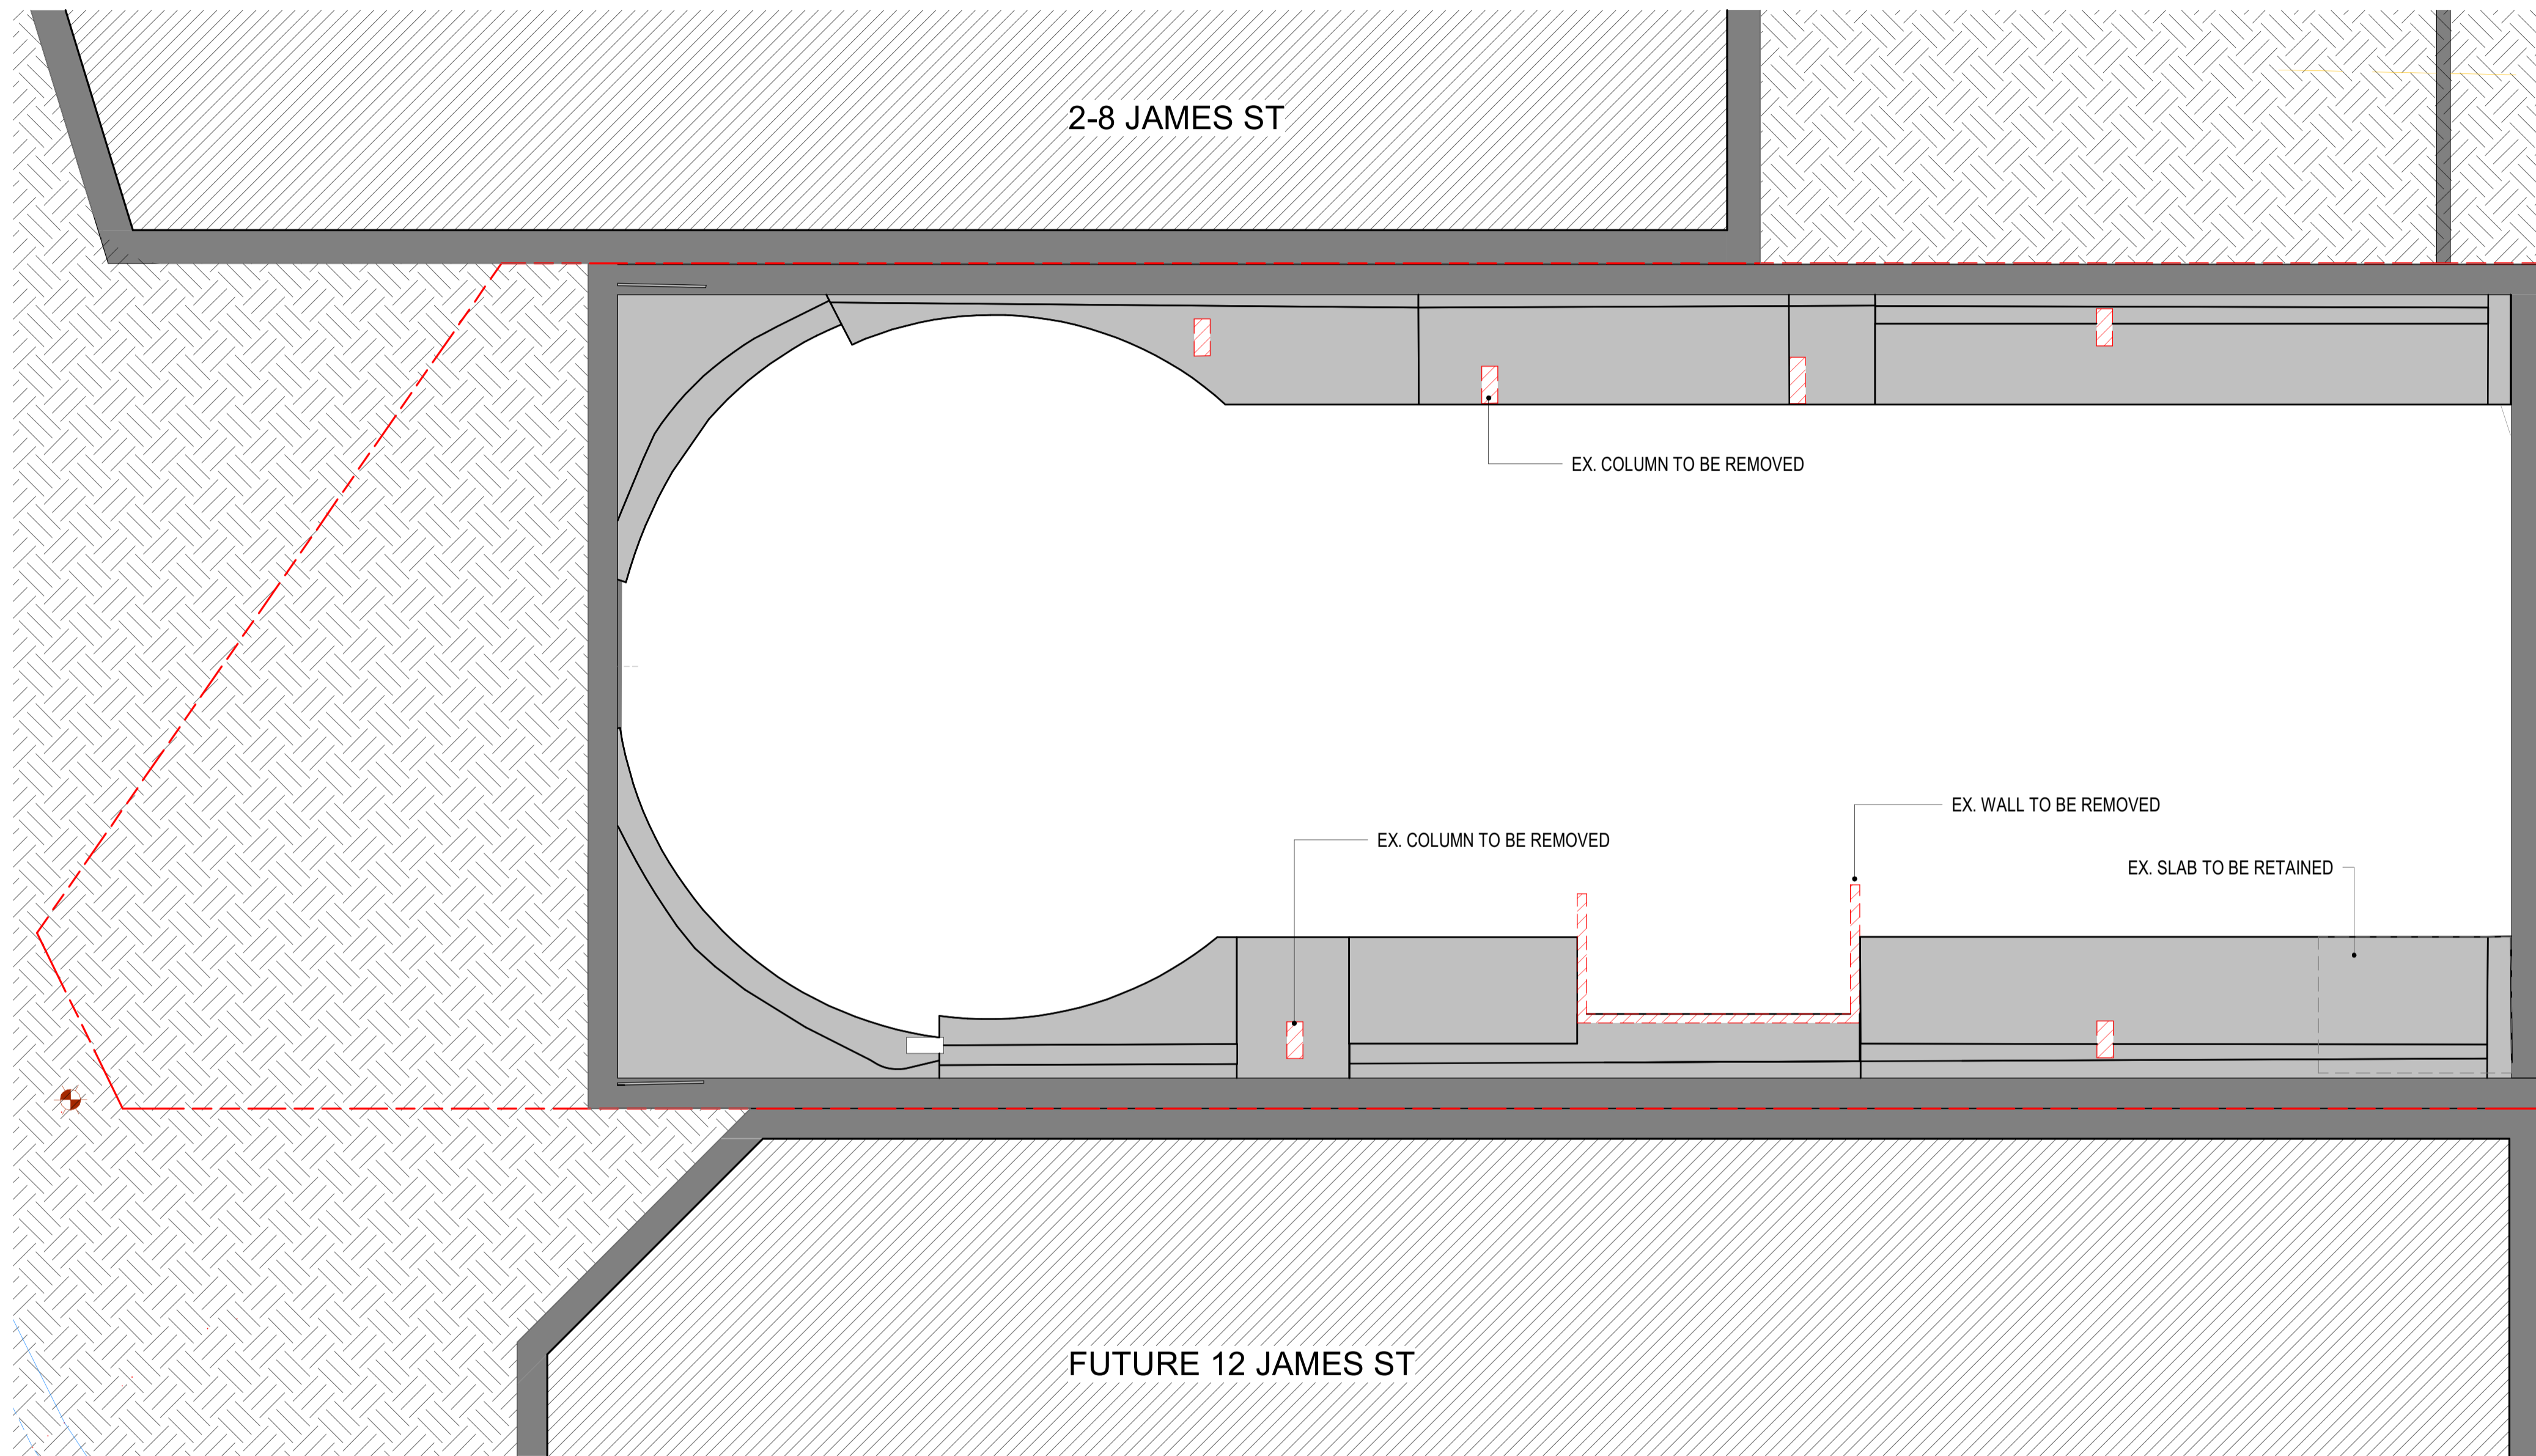 2-8 JAMES ST
EX. COLUMN TO BE REMOVED
EX. WALL TO BE REMOVED
EX. COLUMN TO BE REMOVED
EX. SLAB TO BE RETAINED
FUTURE 12 JAMES ST